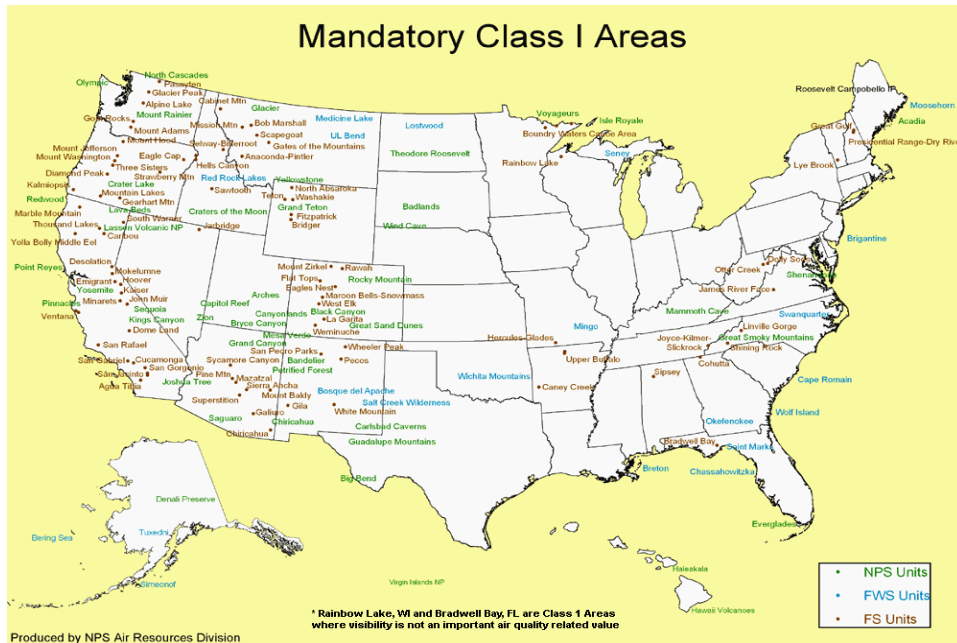 Mandatory Class I Areas
North Cascades
Olympic
Pasayten
Glacier Peak
Alpine Lake
Mount Rainier
Goat Rocks
Mount Adams
Mount Hood
Mount Jefferson
Mount Washington
Three Sisters
Diamond Peak
Crater Lake
Kalmiopsis
Mountain Lakes
Gearhart Mtn
Redwood
Lava Beds
Marble Mountain
South Warner
Thousand Lakes
Lassen Volcanic NP
Caribou
Yolla Bolly Middle Eel
Cabinet Mtn
Glacier
Mission Mtn
Bob Marshall
Scapegoat
Gates of the Mountains
Selway-Bitterroot
Anaconda-Pintler
Eagle Cap
Hells Canyon
Strawberry Mtn
Red Rock Lakes
Sawtooth
Craters of the Moon
Jarbridge
Medicine Lake
UL Bend
Lostwood
Theodore Roosevelt
Yellowstone
North Absaroka
Teton
Washakie
Grand Teton
Fitzpatrick
Bridger
Badlands
Wind Cave
Voyageurs
Isle Royale
Boundry Waters Canoe Area
Rainbow Lake
Seney
Roosevelt Campobello IP
Moosehorn
Acadia
Great Gulf
Presidential Range-Dry Rive
Lye Brook
Brigantine
Dolly Sods
Otter Creek
Shenandoah
James River Face
Mammoth Cave
Swanquarter
Linville Gorge
Joyce-Kilmer-
Slickrock
Great Smoky Mountains
Shining Rock
Cohutta
Sipsey
Cape Romain
Wolf Island
Okefenokee
Bradwell Bay
Saint Marks
Chassahowitzka
Everglades
Breton
Mingo
Hercules-Glades
Upper Buffalo
Caney Creek
Wichita Mountains
Point Reyes
Desolation
Mokelumne
Emigrant
Hoover
Yosemite
Kaiser
Pinnacles
Minarets
John Muir
Ventana
Sequoia
Kings Canyon
Dome Land
San Rafael
San Gabriel
Cucamonga
San Gorgonio
San Jacinto
Agua Tibia
Joshua Tree
Mount Zirkel
Rawah
Flat Tops
Rocky Mountain
Eagles Nest
Arches
Maroon Bells-Snowmass
Capitol Reef
West Elk
Canyonlands
Black Canyon
Zion
La Garita
Bryce Canyon
Great Sand Dunes
Weminuche
Mesa Verde
Grand Canyon
Wheeler Peak
San Pedro Parks
Sycamore Canyon
Bandelier
Pecos
Petrified Forest
Pine Mtn
Mazatzal
Sierra Ancha
Bosque del Apache
Superstition
Mount Baldy
Salt Creek Wilderness
Gila
White Mountain
Galiuro
Saguaro
Chiricahua
Chiricahua
Carlsbad Caverns
Guadalupe Mountains
Big Bend
Denali Preserve
Bering Sea
Tuxedni
Simeonof
Virgin Islands NP
Haleakala
Hawaii Volcanoes
NPS Units
FWS Units
FS Units
* Rainbow Lake, WI and Bradwell Bay, FL are Class 1 Areas
where visibility is not an important air quality related value
Produced by NPS Air Resources Division